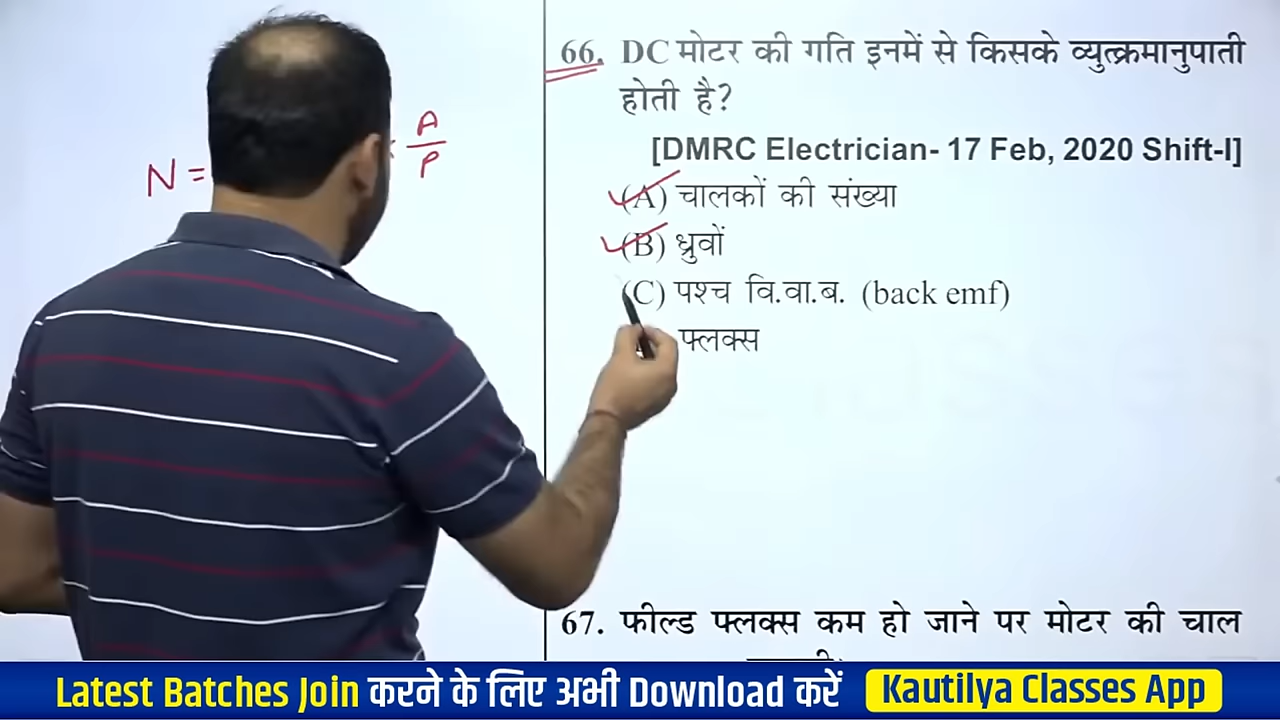 66. DC मोटर की गति इनमें से किसके व्युत्क्रमानुपाती
होती है?
[DMRC Electrician- 17 Feb, 2020 Shift-I]
(A) चालकों की संख्या
(B) ध्रुवों
(C) पश्च वि.वा.ब. (back emf)
फ्लक्स
N =
A
P
67. फील्ड फ्लक्स कम हो जाने पर मोटर की चाल
Latest Batches Join करने के लिए अभी Download करें Kautilya Classes App